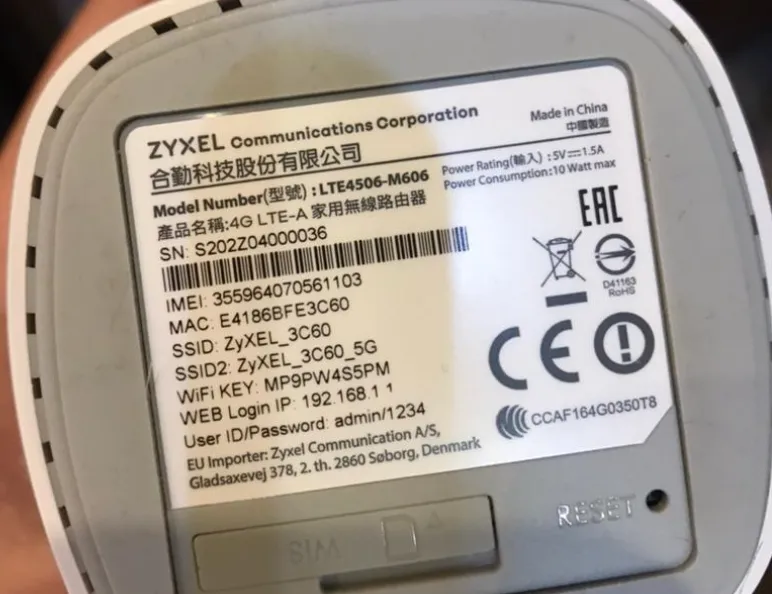 ZYXEL Communications Corporation
合勤科技股份有限公司
Made in China
中國製造
Model Number(型號) : LTE4506-M606
產品名稱:4G LTE-A 家用無線路由器
Power Rating(輸入) : 5V⎓1.5A
Power Consumption:10 Watt max
SN: S202Z04000036
EAC
D41163
RoHS
IMEI: 355964070561103
MAC: E4186BFE3C60
SSID: ZyXEL_3C60
SSID2: ZyXEL_3C60_5G
WiFi KEY: MP9PW4S5PM
WEB Login IP: 192.168.1.1
User ID/Password: admin/1234
CE
CCAF164G0350T8
EU Importer: Zyxel Communication A/S,
Gladsaxevej 378, 2. th. 2860 Søborg, Denmark
RESET
SIM